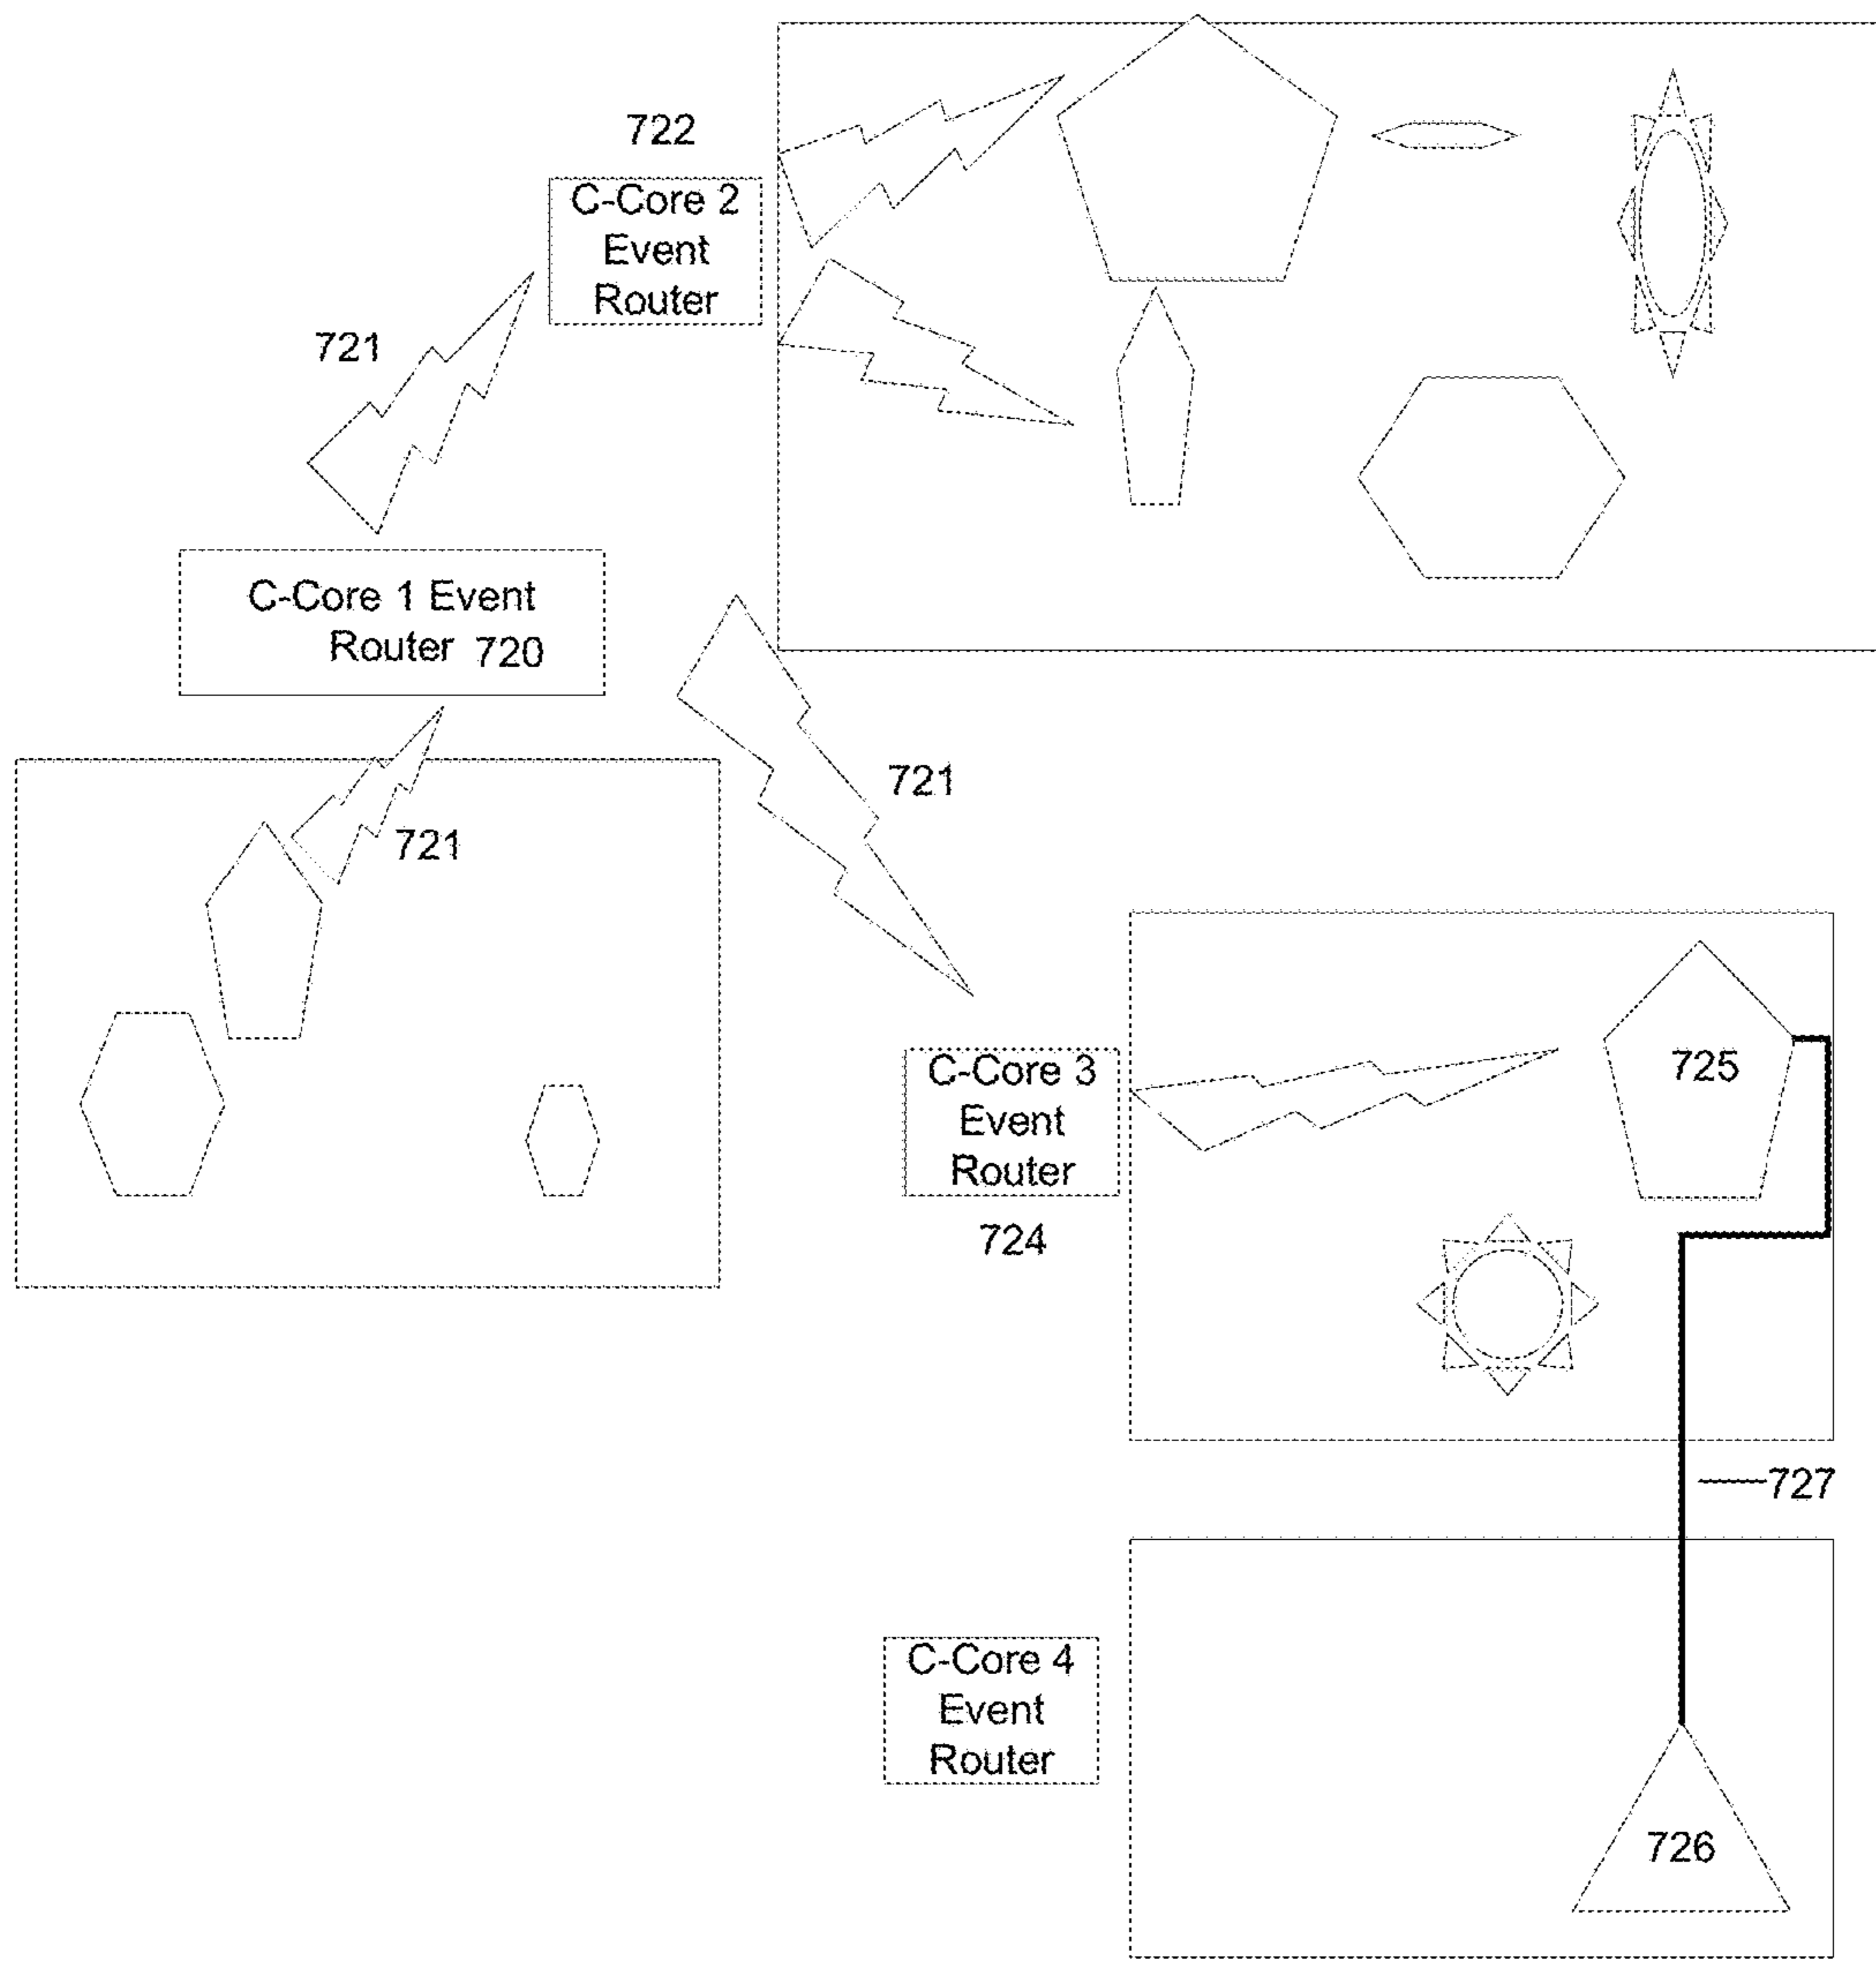 722
C-Core 2
Event
Router
721
C-Core 1 Event
Router 720
721
721
725
C-Core 3
Event
Router
724
727
C-Core 4
Event
Router
726